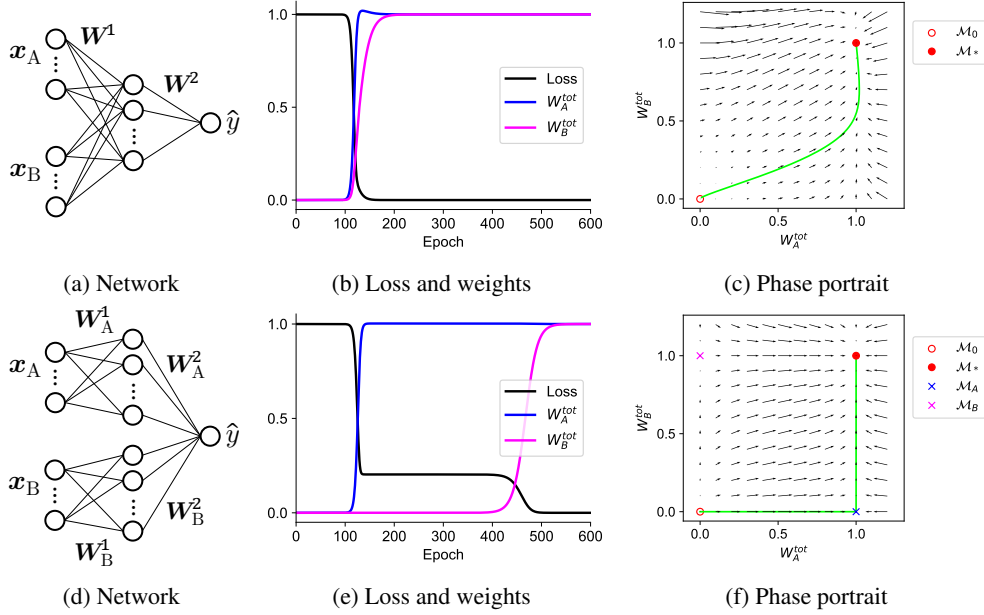 W¹
x_A
W²
ŷ
x_B
(a) Network
1.0
0.5
0.0
0 100 200 300 400 500 600
Epoch
Loss
W_A^{tot}
W_B^{tot}
(b) Loss and weights
W_B^{tot}
1.0
0.5
0.0
0.0 0.5 1.0
W_A^{tot}
M₀
M_*
(c) Phase portrait
W_A^1
x_A
W_A^2
ŷ
x_B
W_B^2
W_B^1
(d) Network
1.0
0.5
0.0
0 100 200 300 400 500 600
Epoch
Loss
W_A^{tot}
W_B^{tot}
(e) Loss and weights
W_B^{tot}
1.0
0.5
0.0
0.0 0.5 1.0
W_A^{tot}
M₀
M_*
M_A
M_B
(f) Phase portrait